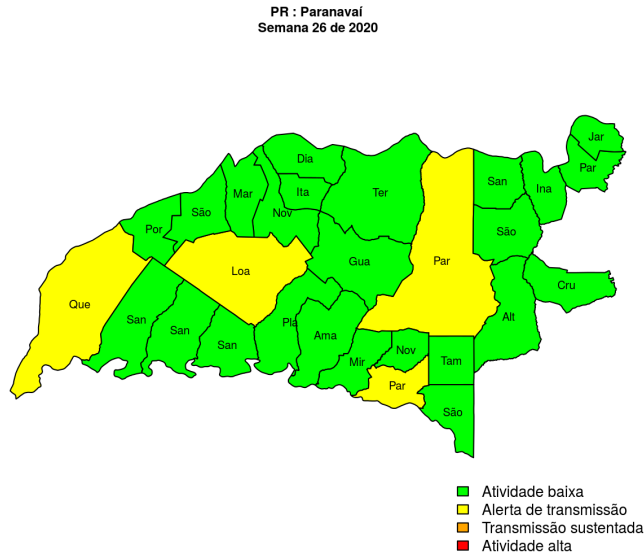 PR : Paranavaí
Semana 26 de 2020
Jar
Par
Dia
San
Ina
Mar
Ita
Ter
São
Nov
Por
São
Par
Gua
Loa
Cru
Que
San
San
Pla
Alt
Ama
San
Nov
Mir
Tam
Par
São
Atividade baixa
Alerta de transmissão
Transmissão sustentada
Atividade alta